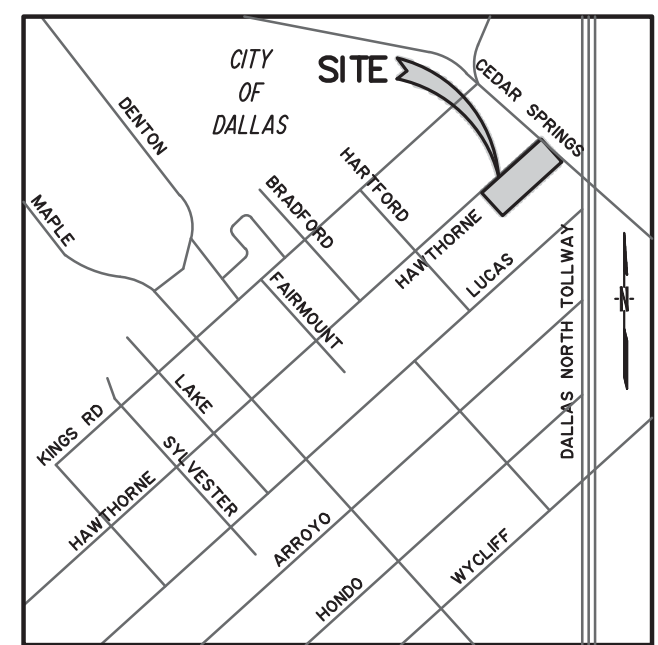 CITY
OF
DALLAS
SITE
CEDAR SPRINGS
DENTON
HARTFORD
BRADFORD
MAPLE
HAWTHORNE
LUCAS
DALLAS NORTH TOLLWAY
N
FAIRMOUNT
LAKE
KINGS RD
SYLVESTER
HAWTHORNE
ARROYO
WYCLIFF
HONDO